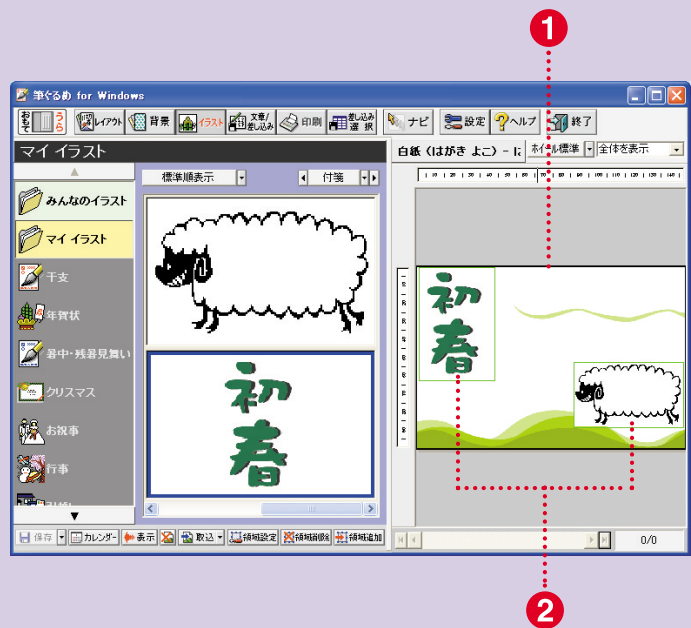 1
筆ぐるめ for Windows
おもて うら レイアウト 背景 イラスト 文章/差し込み 印刷 差し込み選択 ナビ 設定 ヘルプ 終了
マイ イラスト
白紙 (はがき よこ) - に ホイール標準 全体を表示
標準順表示 付箋
みんなのイラスト
マイ イラスト
干支
年賀状
暑中・残暑見舞い
クリスマス
お祝事
行事
初春
初春
保存 カレンダー 表示 取込 領域設定 領域削除 領域追加
0/0
2